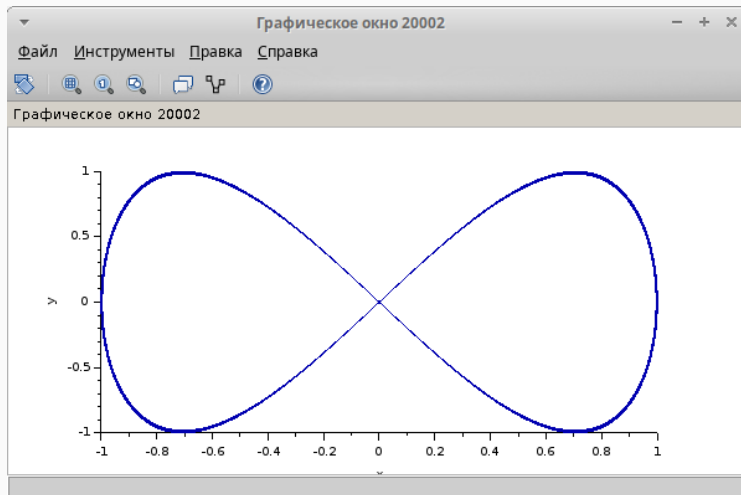 Графическое окно 20002
Файл Инструменты Правка Справка
Графическое окно 20002
1
0.5
0
-0.5
-1
y
-1 -0.8 -0.6 -0.4 -0.2 0 0.2 0.4 0.6 0.8 1